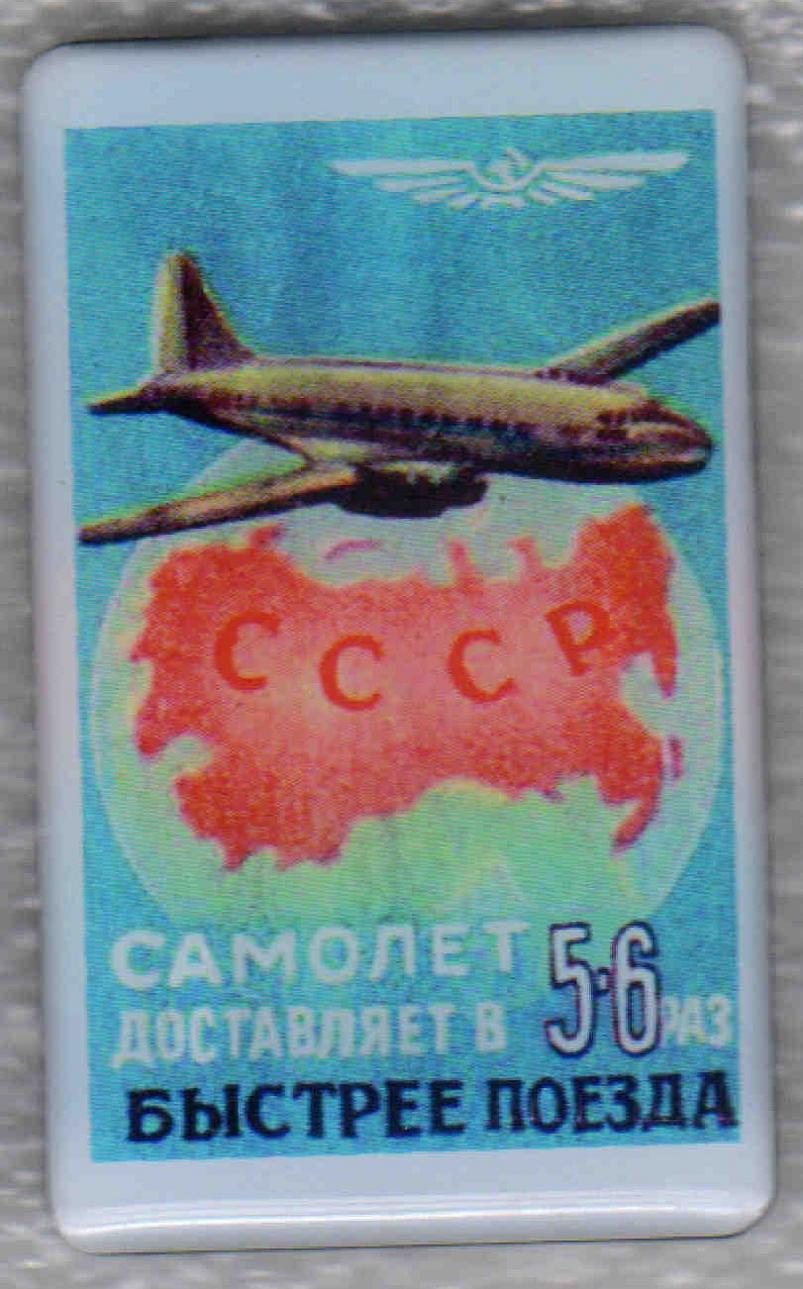 СССР
САМОЛЕТ 5-6
ДОСТАВЛЯЕТ В РАЗ
БЫСТРЕЕ ПОЕЗДА